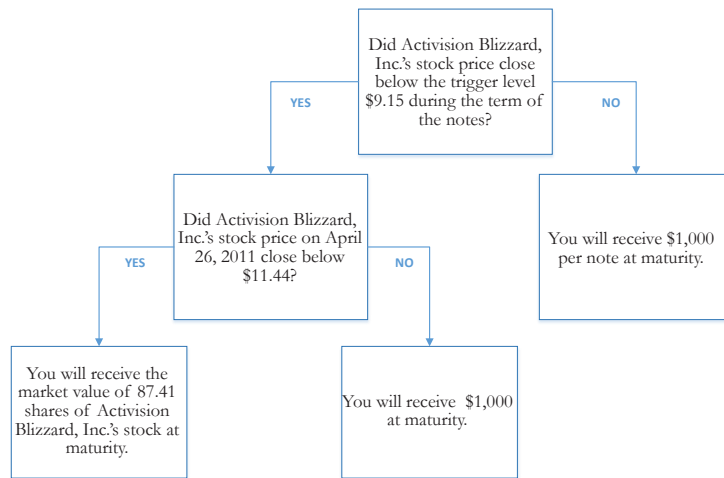 Did Activision Blizzard,
Inc.'s stock price close
below the trigger level
$9.15 during the term of
the notes?
YES
NO
Did Activision Blizzard,
Inc.'s stock price on April
26, 2011 close below
$11.44?
You will receive $1,000
per note at maturity.
YES
NO
You will receive the
market value of 87.41
shares of Activision
Blizzard, Inc.'s stock at
maturity.
You will receive $1,000
at maturity.